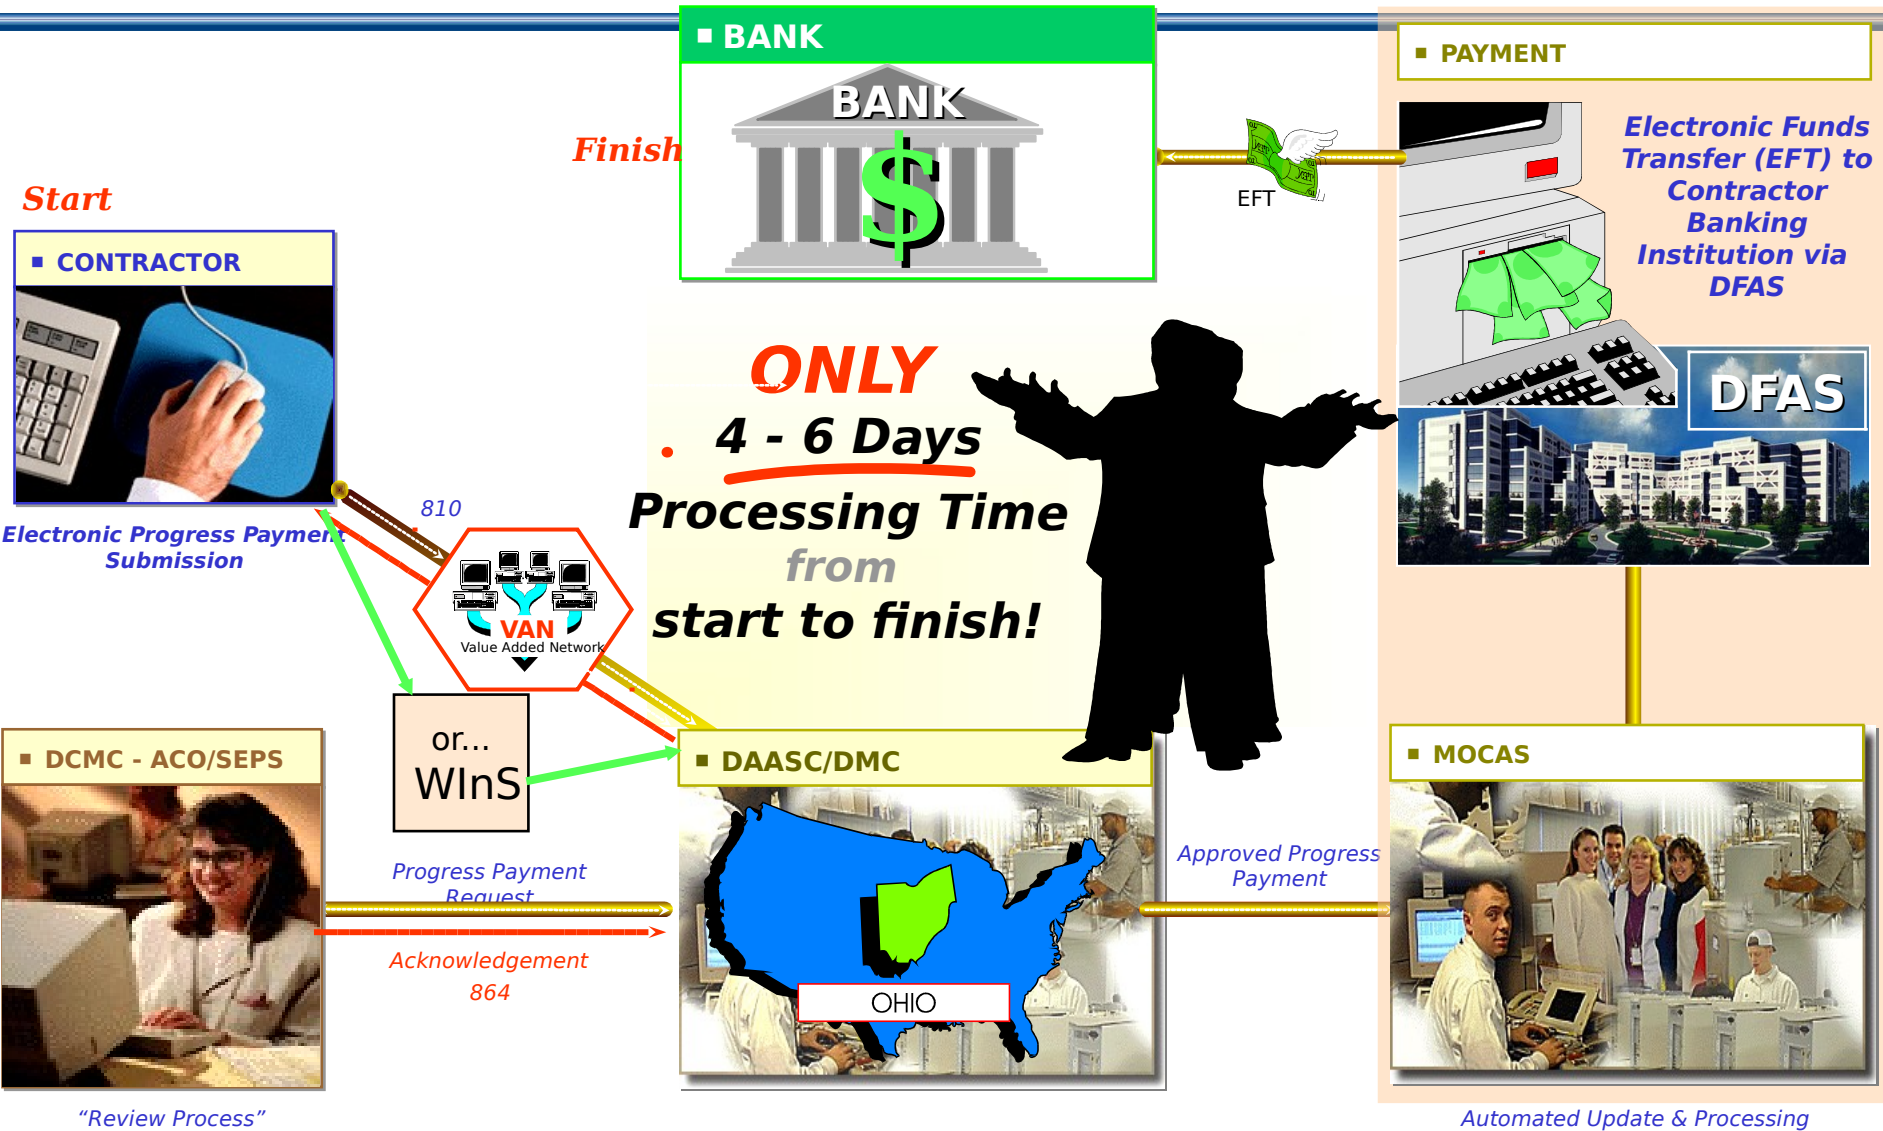 BANK
PAYMENT
BANK
$
Finish
EFT
Electronic Funds
Transfer (EFT) to
Contractor
Banking
Institution via
DFAS
Start
CONTRACTOR
DFAS
ONLY
4 - 6 Days
Processing Time
from
start to finish!
810
Electronic Progress Payment
Submission
VAN
Value Added Network
or...
WInS
DCMC - ACO/SEPS
DAASC/DMC
MOCAS
Progress Payment
Request
Approved Progress
Payment
Acknowledgement
864
OHIO
“Review Process”
Automated Update & Processing